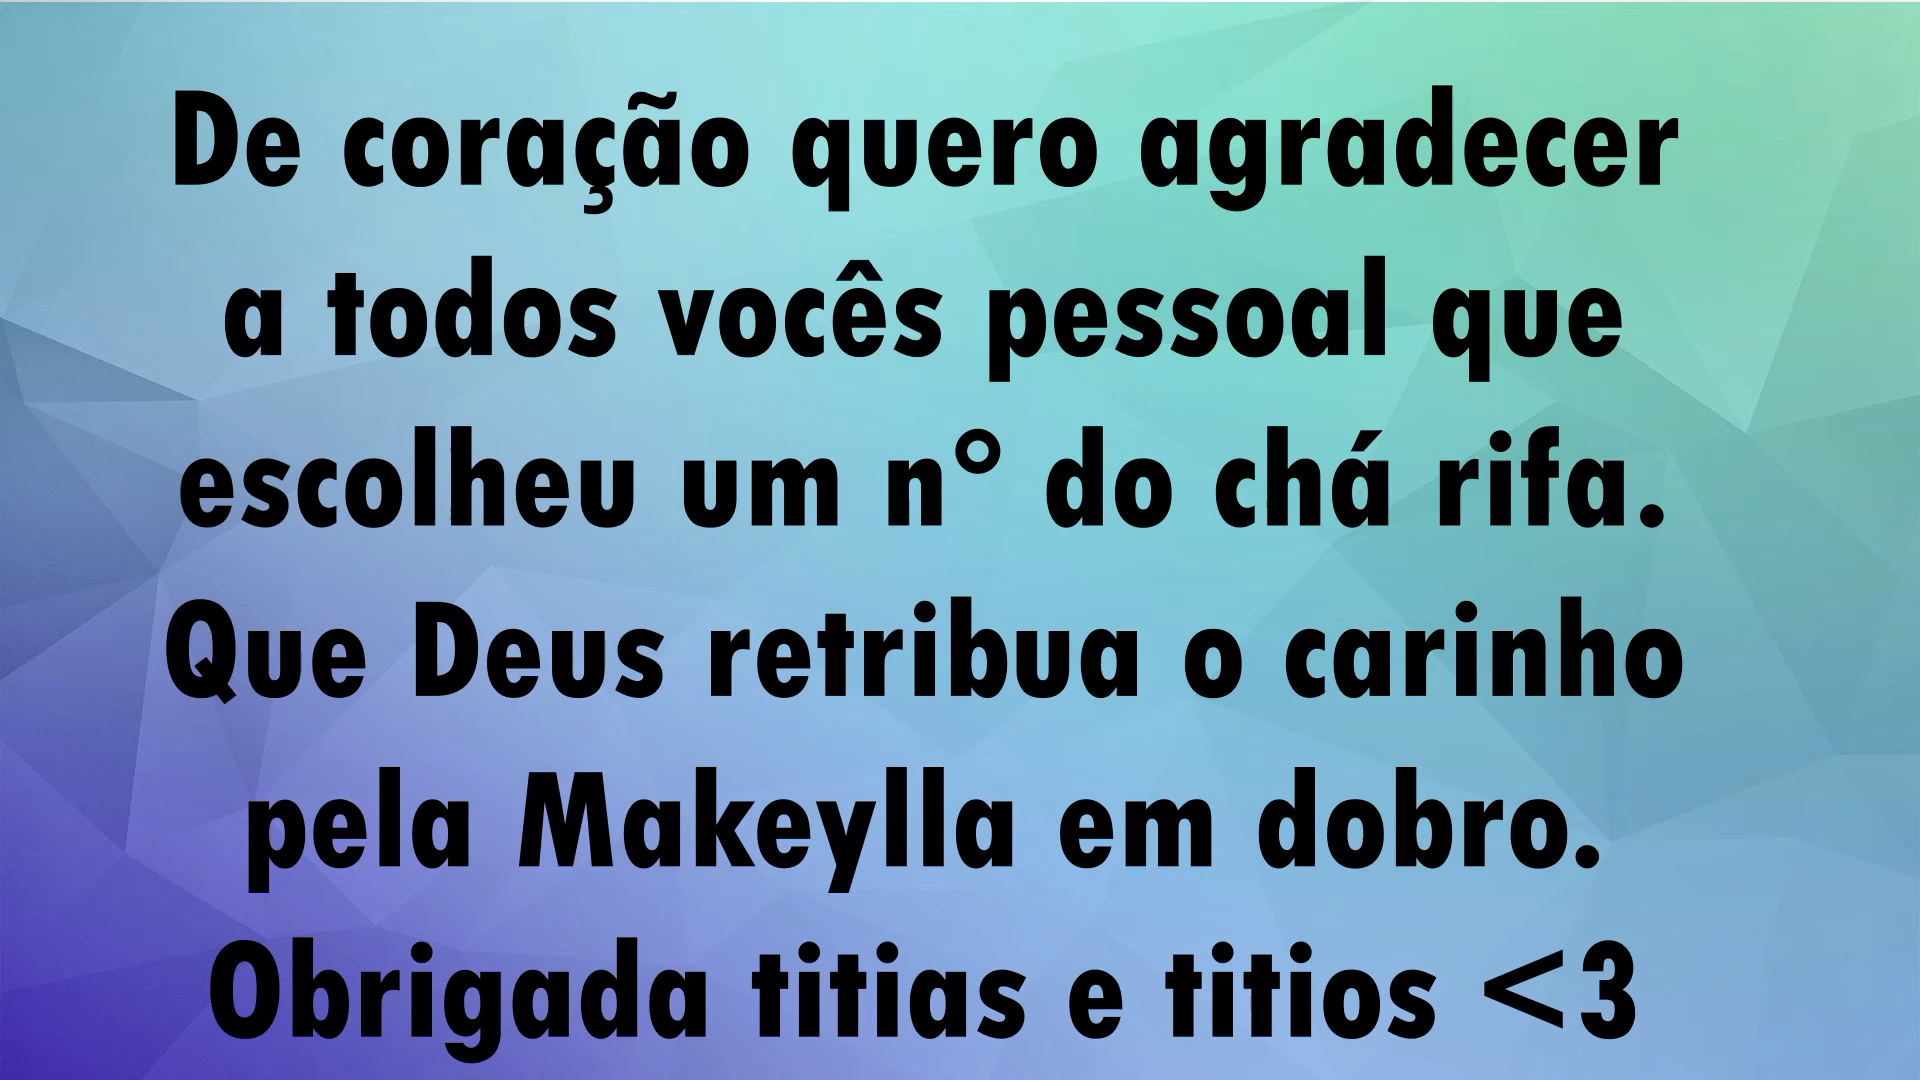 De coração quero agradecer
a todos vocês pessoal que
escolheu um n° do chá rifa.
Que Deus retribua o carinho
pela Makeylla em dobro.
Obrigada titias e titios <3